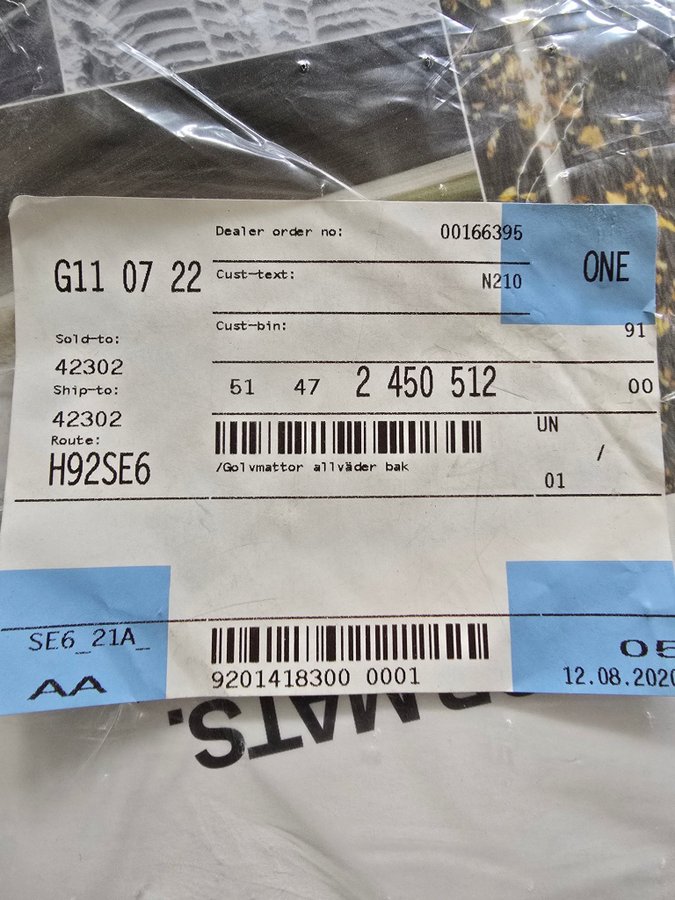 Dealer order no: 00166395
ONE
G11 07 22
Cust-text: N210
Cust-bin: 91
Sold-to:
42302
Ship-to:
42302
Route:
H92SE6
51 47 2 450 512 00
UN
/
01
/Golvmattor allväder bak
SE6_21A_
AA
9201418300 0001
05
12.08.2020
MATS.